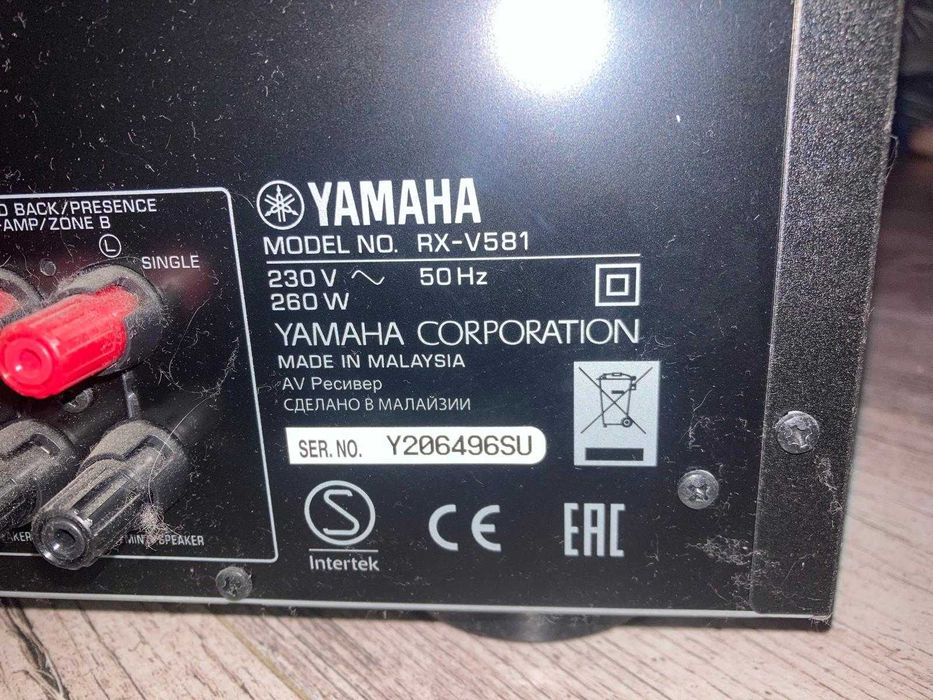 BACK/PRESENCE
-AMP/ZONE B
L
SINGLE
YAMAHA
MODEL NO. RX-V581
230 V ~ 50 Hz
260 W
YAMAHA CORPORATION
MADE IN MALAYSIA
AV Ресивер
СДЕЛАНО В МАЛАЙЗИИ
SER. NO. Y206496SU
S
Intertek
CE
EAC
SPEAKER